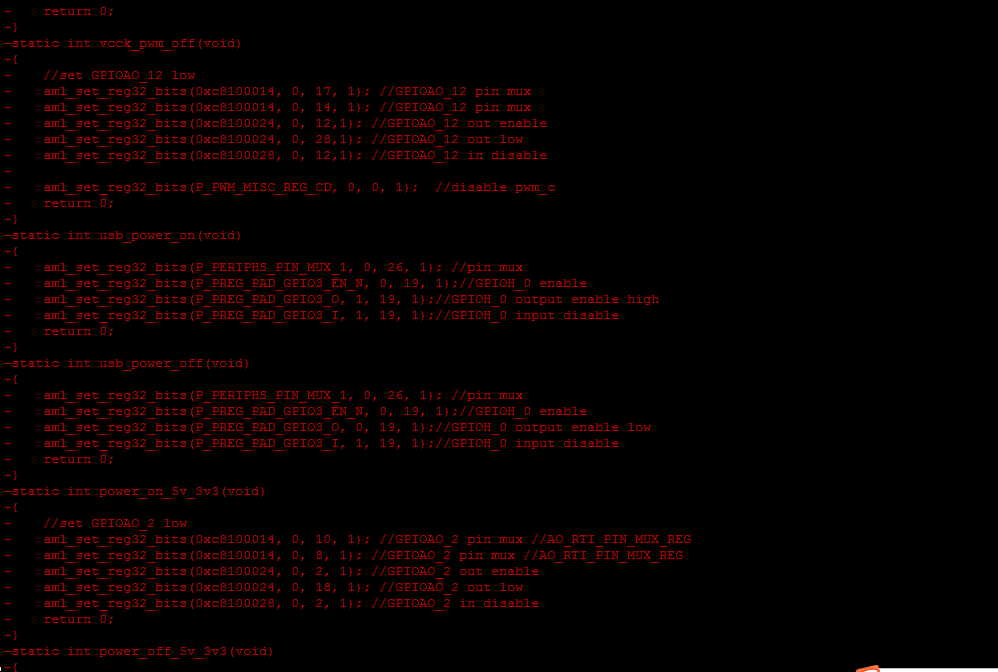 -    return 0;
-}
-static int vcck_pwm_off(void)
-{
-    //set GPIOAO_12 low
-    aml_set_reg32_bits(0xc8100014, 0, 17, 1); //GPIOAO_12 pin mux
-    aml_set_reg32_bits(0xc8100014, 0, 14, 1); //GPIOAO_12 pin mux
-    aml_set_reg32_bits(0xc8100024, 0, 12,1); //GPIOAO_12 out enable
-    aml_set_reg32_bits(0xc8100024, 0, 28,1); //GPIOAO_12 out low
-    aml_set_reg32_bits(0xc8100028, 0, 12,1); //GPIOAO_12 in disable
-
-    aml_set_reg32_bits(P_PWM_MISC_REG_CD, 0, 0, 1);  //disable pwm_c
-    return 0;
-}
-static int usb_power_on(void)
-{
-    aml_set_reg32_bits(P_PERIPHS_PIN_MUX_1, 0, 26, 1); //pin mux
-    aml_set_reg32_bits(P_PREG_PAD_GPIO3_EN_N, 0, 19, 1);//GPIOH_0 enable
-    aml_set_reg32_bits(P_PREG_PAD_GPIO3_O, 1, 19, 1);//GPIOH_0 output enable high
-    aml_set_reg32_bits(P_PREG_PAD_GPIO3_I, 1, 19, 1);//GPIOH_0 input disable
-    return 0;
-}
-static int usb_power_off(void)
-{
-    aml_set_reg32_bits(P_PERIPHS_PIN_MUX_1, 0, 26, 1); //pin mux
-    aml_set_reg32_bits(P_PREG_PAD_GPIO3_EN_N, 0, 19, 1);//GPIOH_0 enable
-    aml_set_reg32_bits(P_PREG_PAD_GPIO3_O, 0, 19, 1);//GPIOH_0 output enable low
-    aml_set_reg32_bits(P_PREG_PAD_GPIO3_I, 1, 19, 1);//GPIOH_0 input disable
-    return 0;
-}
-static int power_on_5v_3v3(void)
-{
-    //set GPIOAO_2 low
-    aml_set_reg32_bits(0xc8100014, 0, 10, 1); //GPIOAO_2 pin mux //AO_RTI_PIN_MUX_REG
-    aml_set_reg32_bits(0xc8100014, 0, 8, 1); //GPIOAO_2 pin mux //AO_RTI_PIN_MUX_REG
-    aml_set_reg32_bits(0xc8100024, 0, 2, 1); //GPIOAO_2 out enable
-    aml_set_reg32_bits(0xc8100024, 0, 18, 1); //GPIOAO_2 out low
-    aml_set_reg32_bits(0xc8100028, 0, 2, 1); //GPIOAO_2 in disable
-    return 0;
-}
-static int power_off_5v_3v3(void)
-{